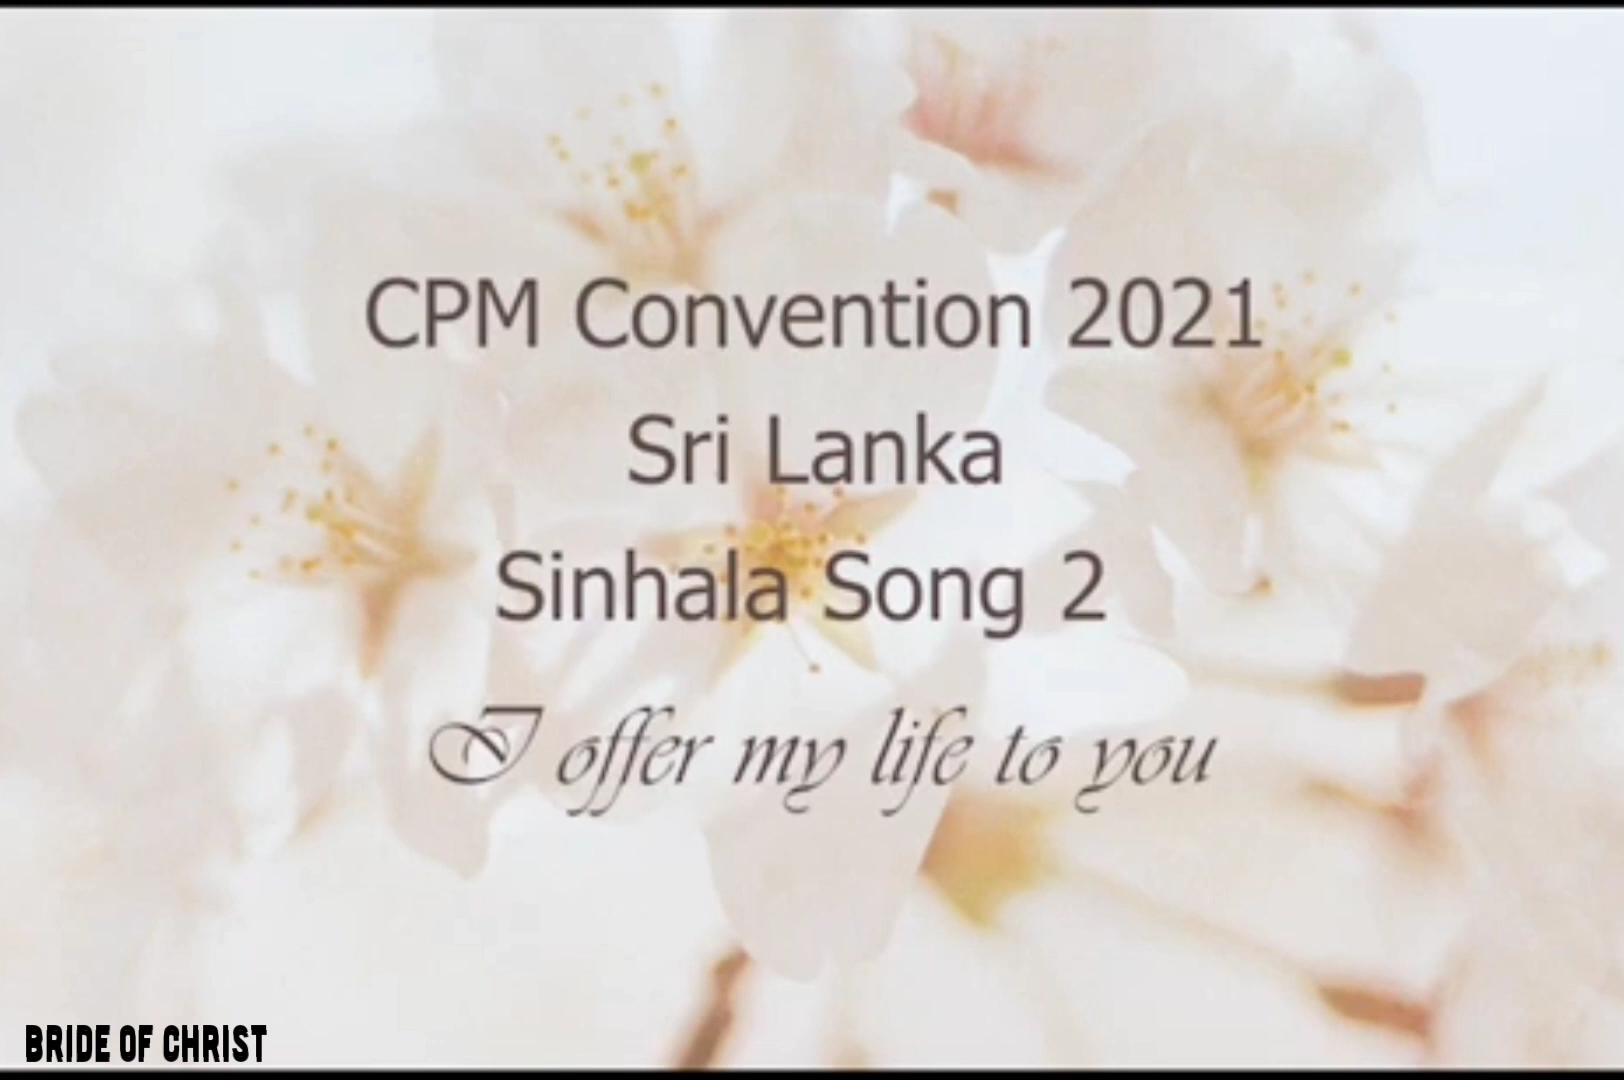 CPM Convention 2021
Sri Lanka
Sinhala Song 2
I offer my life to you
BRIDE OF CHRIST